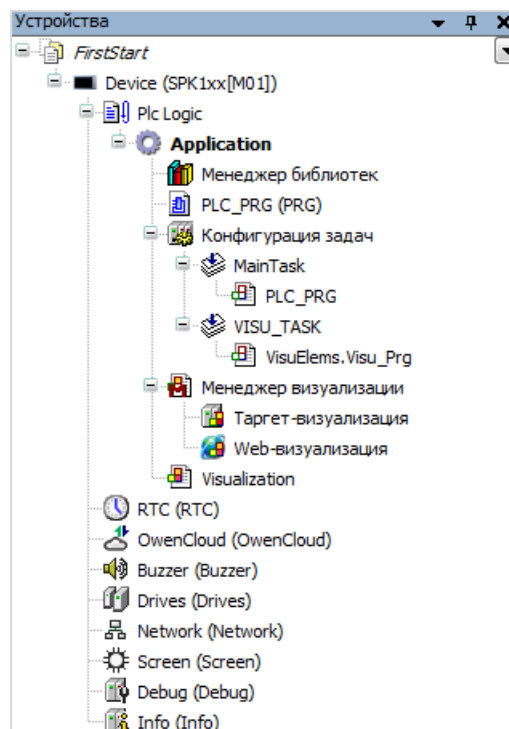 Устройства
FirstStart
Device (SPK1xx[M01])
Plc Logic
Application
Менеджер библиотек
PLC_PRG (PRG)
Конфигурация задач
MainTask
PLC_PRG
VISU_TASK
VisuElems.Visu_Prg
Менеджер визуализации
Таргет-визуализация
Web-визуализация
Visualization
RTC (RTC)
OwenCloud (OwenCloud)
Buzzer (Buzzer)
Drives (Drives)
Network (Network)
Screen (Screen)
Debug (Debug)
Info (Info)